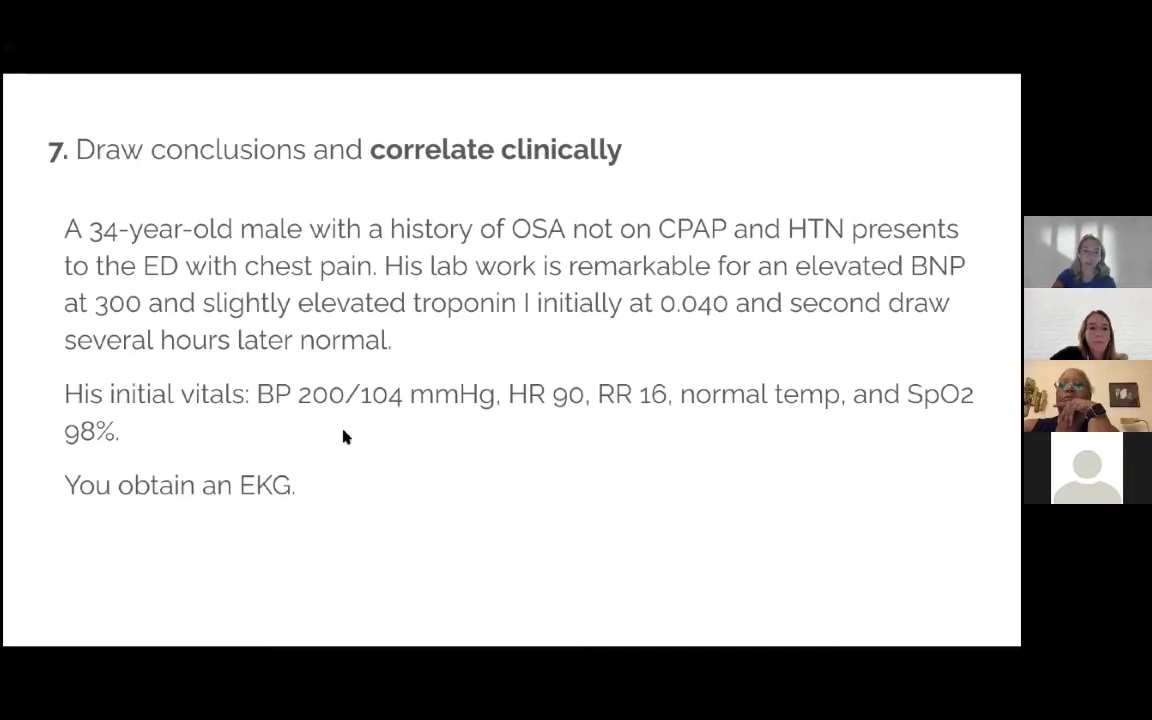 7. Draw conclusions and correlate clinically
A 34-year-old male with a history of OSA not on CPAP and HTN presents
to the ED with chest pain. His lab work is remarkable for an elevated BNP
at 300 and slightly elevated troponin I initially at 0.040 and second draw
several hours later normal.
His initial vitals: BP 200/104 mmHg, HR 90, RR 16, normal temp, and SpO2
98%.
You obtain an EKG.